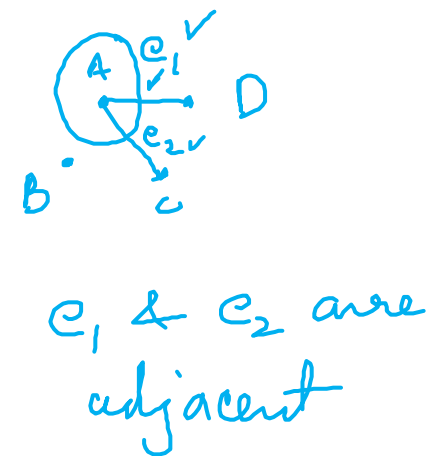 e₁ ✓
A ✓
D
e₂ ✓
B
C
e₁ & e₂ are
adjacent